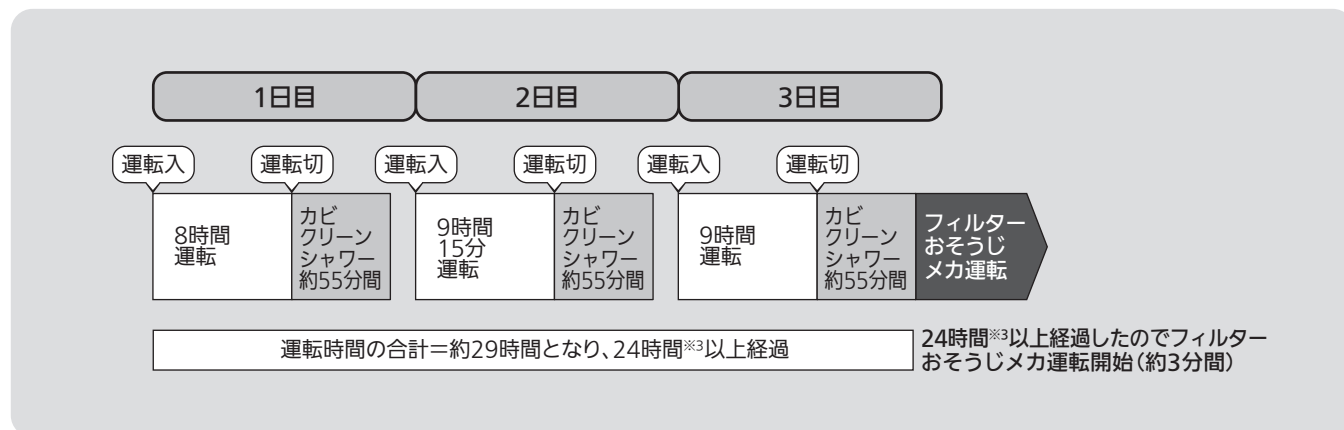 1日目
2日目
3日目
運転入
運転切
運転入
運転切
運転入
運転切
8時間
運転
カビ
クリーン
シャワー
約55分間
9時間
15分
運転
カビ
クリーン
シャワー
約55分間
9時間
運転
カビ
クリーン
シャワー
約55分間
フィルター
おそうじ
メカ運転
運転時間の合計＝約29時間となり、24時間※3以上経過
24時間※3以上経過したのでフィルター
おそうじメカ運転開始(約3分間)